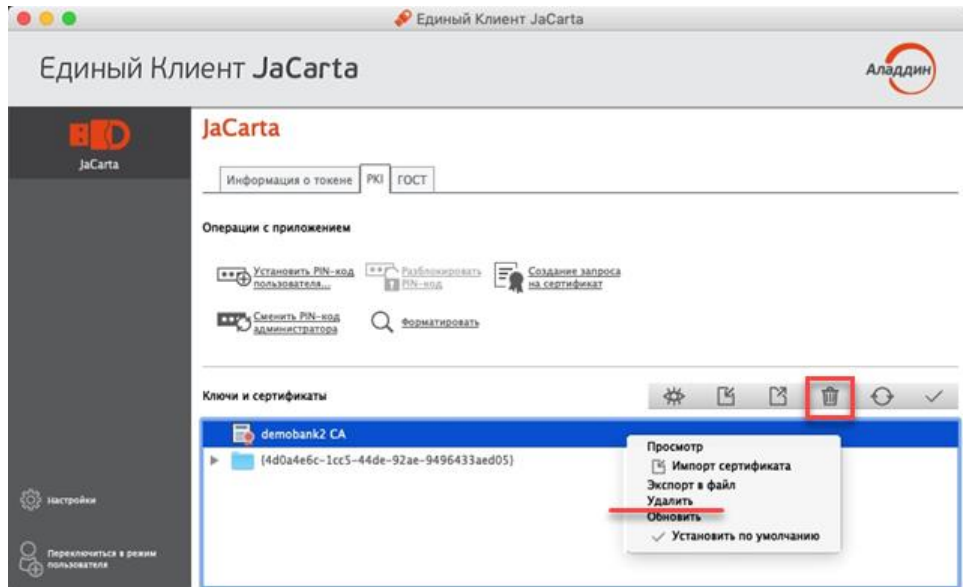 Единый Клиент JaCarta
Единый Клиент JaCarta
Аладдин
JaCarta
JaCarta
Информация о токене
PKI
ГОСТ
Операции с приложением
Установить PIN-код
пользователя...
Разблокировать
PIN-код
Создание запроса
на сертификат
Сменить PIN-код
администратора
Форматировать
Ключи и сертификаты
demobank2 CA
{4d0a4e6c-1cc5-44de-92ae-9496433aed05}
Просмотр
Импорт сертификата
Экспорт в файл
Удалить
Обновить
Установить по умолчанию
Настройки
Переключиться в режим
пользователя